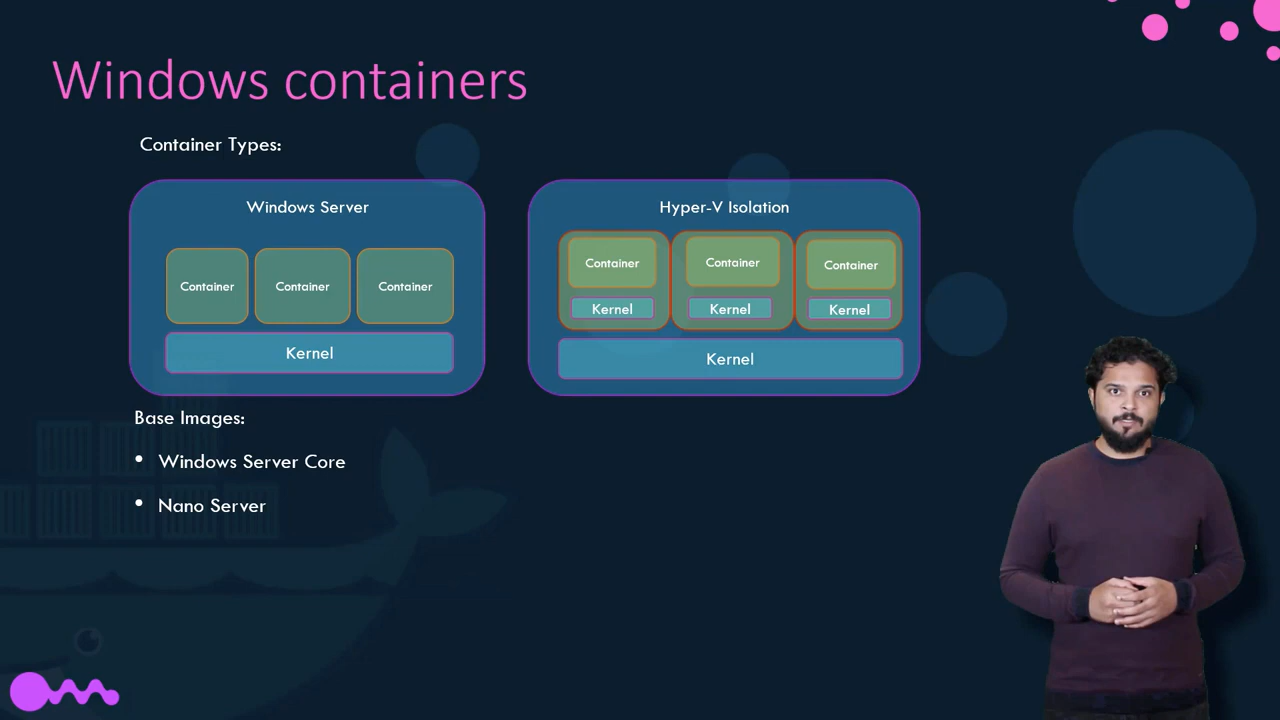 Windows containers
Container Types:
Windows Server
Container Container Container
Kernel
Hyper-V Isolation
Container Container Container
Kernel Kernel Kernel
Kernel
Base Images:
• Windows Server Core
• Nano Server